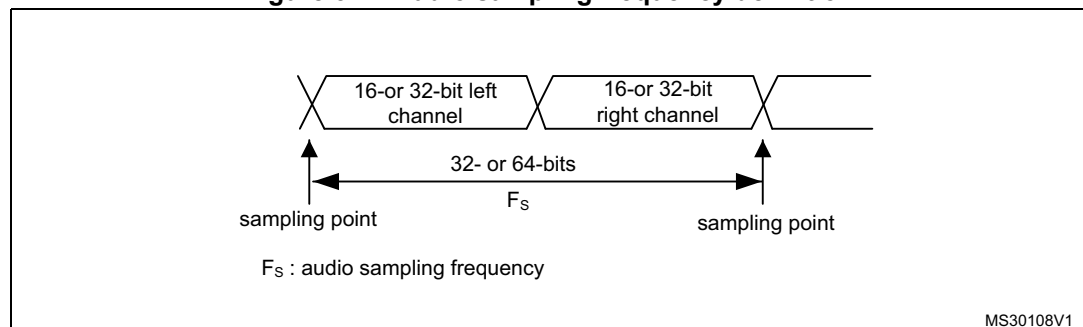 16-or 32-bit left
channel
16-or 32-bit
right channel
32- or 64-bits
FS
sampling point
sampling point
FS : audio sampling frequency
MS30108V1